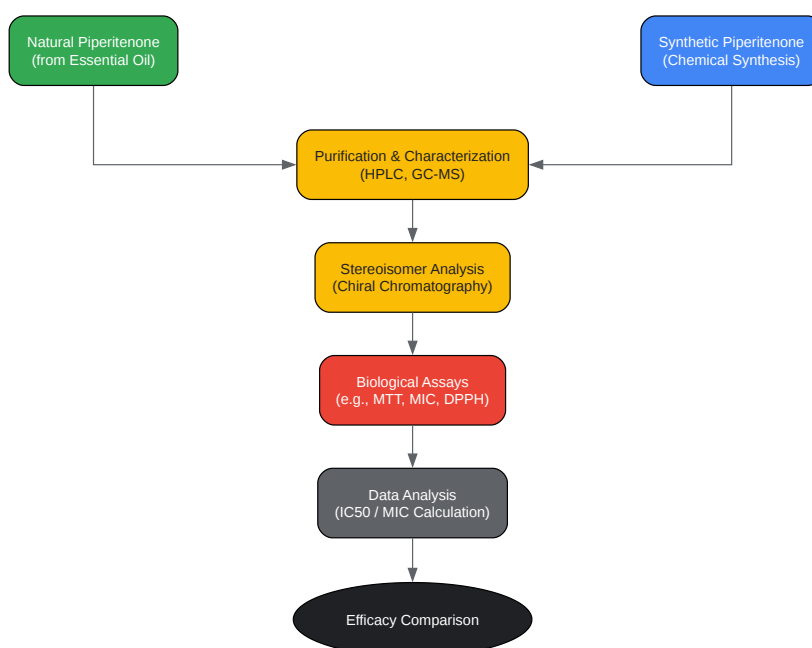 Natural Piperitenone
(from Essential Oil)
Synthetic Piperitenone
(Chemical Synthesis)
Purification & Characterization
(HPLC, GC-MS)
Stereoisomer Analysis
(Chiral Chromatography)
Biological Assays
(e.g., MTT, MIC, DPPH)
Data Analysis
(IC50 / MIC Calculation)
Efficacy Comparison